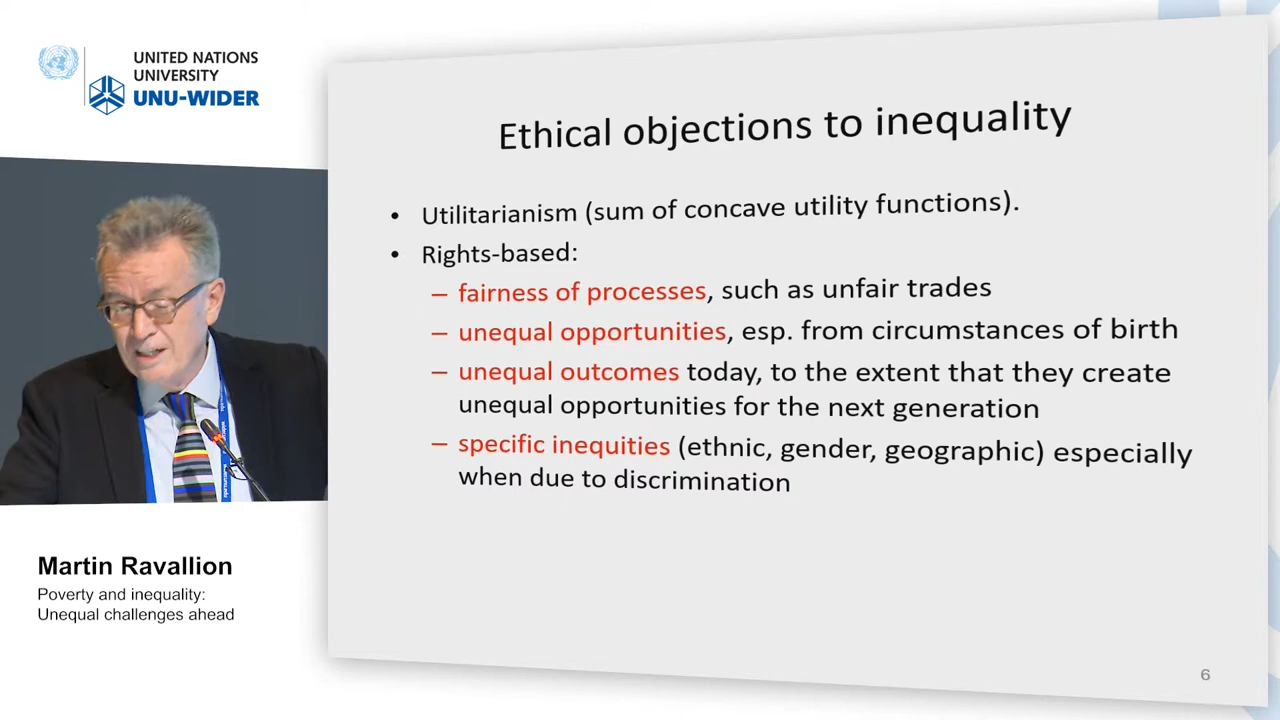 UNITED NATIONS
UNIVERSITY
UNU-WIDER
Ethical objections to inequality
• Utilitarianism (sum of concave utility functions).
• Rights-based:
– fairness of processes, such as unfair trades
– unequal opportunities, esp. from circumstances of birth
– unequal outcomes today, to the extent that they create
unequal opportunities for the next generation
– specific inequities (ethnic, gender, geographic) especially
when due to discrimination
Martin Ravallion
Poverty and inequality:
Unequal challenges ahead
6